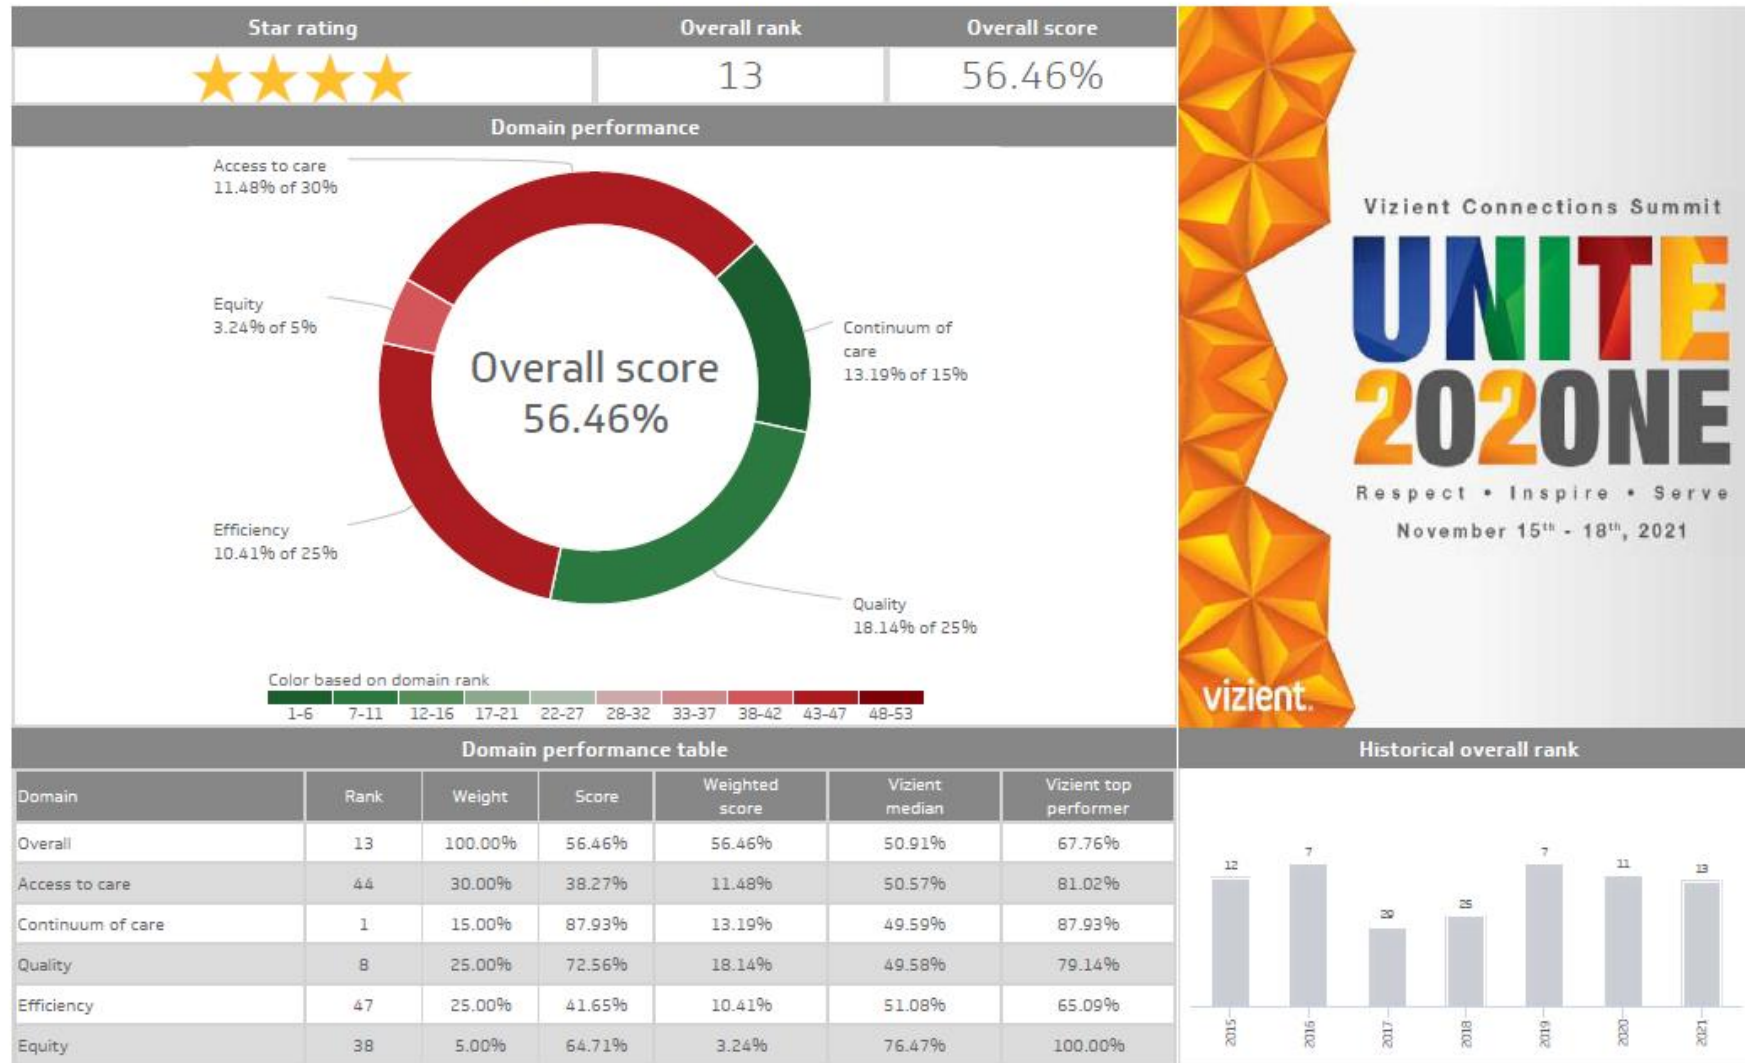 Star rating
Overall rank
Overall score
13
56.46%
Domain performance
Access to care
11.48% of 30%
Equity
3.24% of 5%
Continuum of
care
13.19% of 15%
Overall score
56.46%
Efficiency
10.41% of 25%
Quality
18.14% of 25%
Color based on domain rank
1-6 7-11 12-16 17-21 22-27 28-32 33-37 38-42 43-47 48-53
Vizient Connections Summit
UNITE
2020NE
Respect • Inspire • Serve
November 15th - 18th, 2021
vizient.
Domain performance table
Domain Rank Weight Score Weighted score Vizient median Vizient top performer
Overall 13 100.00% 56.46% 56.46% 50.91% 67.76%
Access to care 44 30.00% 38.27% 11.48% 50.57% 81.02%
Continuum of care 1 15.00% 87.93% 13.19% 49.59% 87.93%
Quality 8 25.00% 72.56% 18.14% 49.58% 79.14%
Efficiency 47 25.00% 41.65% 10.41% 51.08% 65.09%
Equity 38 5.00% 64.71% 3.24% 76.47% 100.00%
Historical overall rank
12 7 29 25 7 11 13
2015 2016 2017 2018 2019 2020 2021